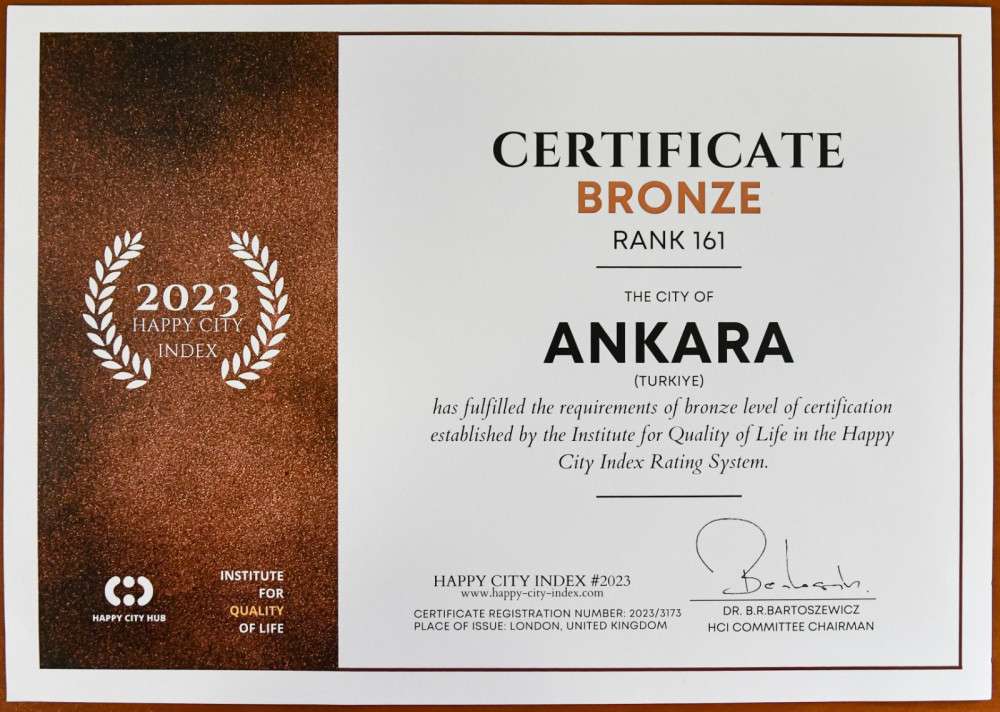 2023
HAPPY CITY
INDEX
HAPPY CITY HUB
INSTITUTE
FOR
QUALITY
OF LIFE
CERTIFICATE
BRONZE
RANK 161
THE CITY OF
ANKARA
(TURKIYE)
has fulfilled the requirements of bronze level of certification
established by the Institute for Quality of Life in the Happy
City Index Rating System.
HAPPY CITY INDEX #2023
www.happy-city-index.com
CERTIFICATE REGISTRATION NUMBER: 2023/3173
PLACE OF ISSUE: LONDON, UNITED KINGDOM
DR. B.R.BARTOSZEWICZ
HCI COMMITTEE CHAIRMAN